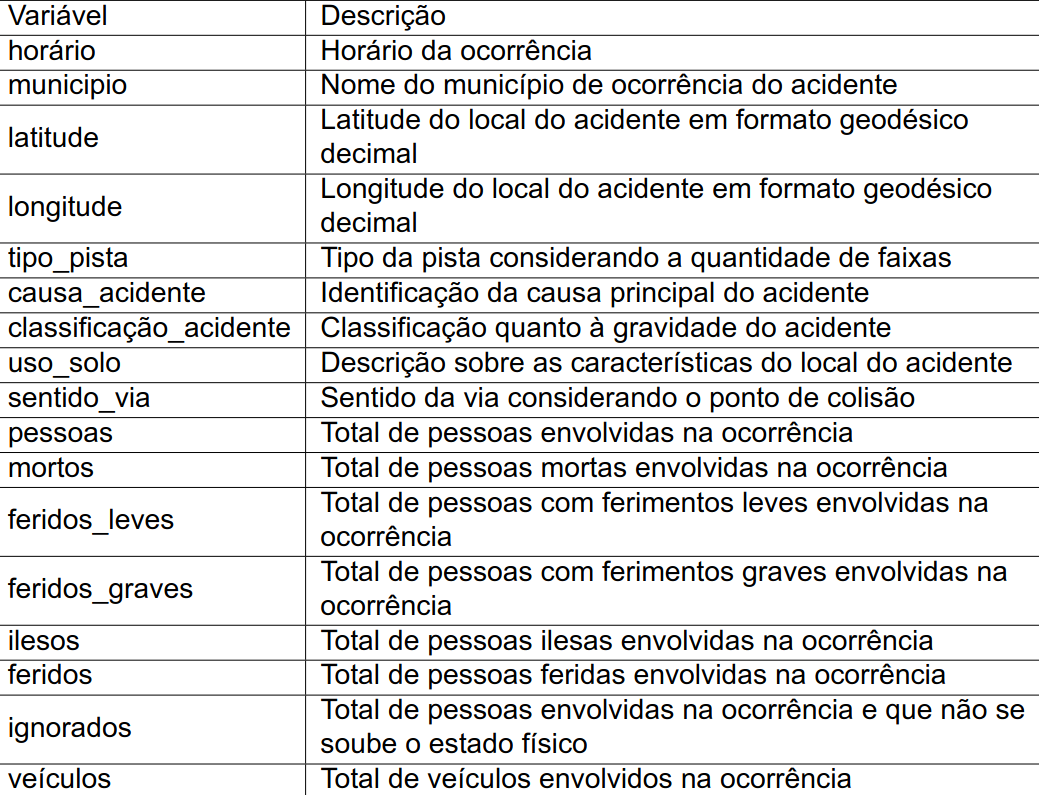 Variável Descrição
horário Horário da ocorrência
municipio Nome do município de ocorrência do acidente
latitude Latitude do local do acidente em formato geodésico
decimal
longitude Longitude do local do acidente em formato geodésico
decimal
tipo_pista Tipo da pista considerando a quantidade de faixas
causa_acidente Identificação da causa principal do acidente
classificação_acidente Classificação quanto à gravidade do acidente
uso_solo Descrição sobre as características do local do acidente
sentido_via Sentido da via considerando o ponto de colisão
pessoas Total de pessoas envolvidas na ocorrência
mortos Total de pessoas mortas envolvidas na ocorrência
feridos_leves Total de pessoas com ferimentos leves envolvidas na
ocorrência
feridos_graves Total de pessoas com ferimentos graves envolvidas na
ocorrência
ilesos Total de pessoas ilesas envolvidas na ocorrência
feridos Total de pessoas feridas envolvidas na ocorrência
ignorados Total de pessoas envolvidas na ocorrência e que não se
soube o estado físico
veículos Total de veículos envolvidos na ocorrência